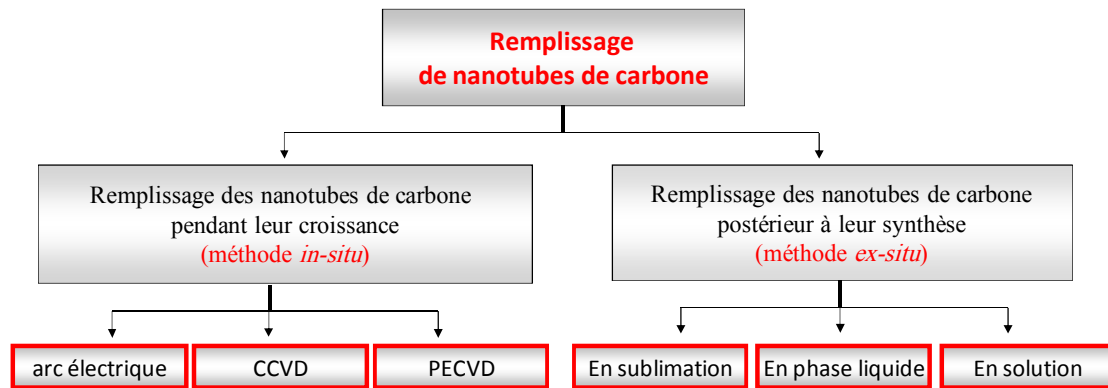 Remplissage
de nanotubes de carbone
Remplissage des nanotubes de carbone
pendant leur croissance
(méthode in-situ)
Remplissage des nanotubes de carbone
postérieur à leur synthèse
(méthode ex-situ)
arc électrique
CCVD
PECVD
En sublimation
En phase liquide
En solution